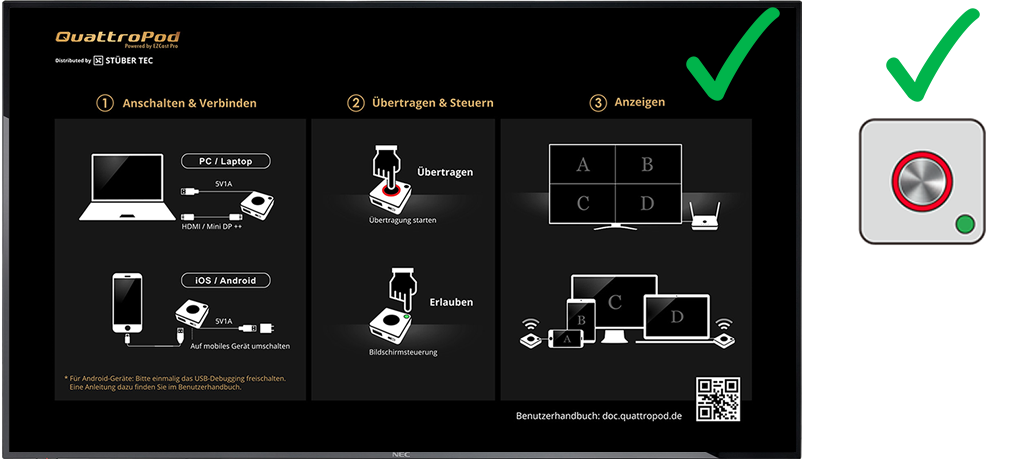 QuattroPod
Powered by EZCast Pro
Distributed by STÜBER TEC
1 Anschalten & Verbinden
2 Übertragen & Steuern
3 Anzeigen
PC / Laptop
5V1A
HDMI / Mini DP ++
iOS / Android
5V1A
Auf mobiles Gerät umschalten
* Für Android-Geräte: Bitte einmalig das USB-Debugging freischalten.
Eine Anleitung dazu finden Sie im Benutzerhandbuch.
Übertragen
Übertragung starten
Erlauben
Bildschirmsteuerung
A B
C D
C
B
D
A
Benutzerhandbuch: doc.quattropod.de
NEC